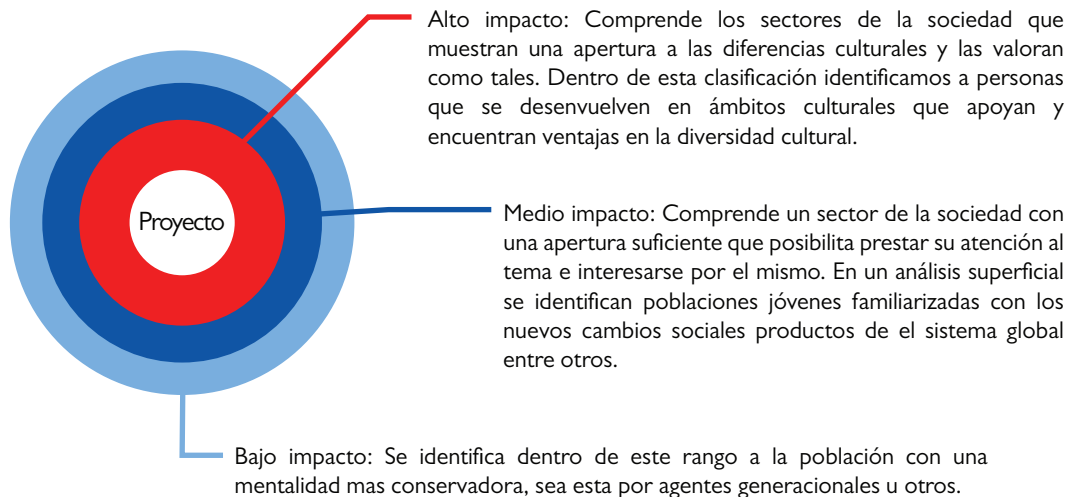 Alto impacto: Comprende los sectores de la sociedad que
muestran una apertura a las diferencias culturales y las valoran
como tales. Dentro de esta clasificación identificamos a personas
que se desenvuelven en ámbitos culturales que apoyan y
encuentran ventajas en la diversidad cultural.
Proyecto
Medio impacto: Comprende un sector de la sociedad con
una apertura suficiente que posibilita prestar su atención al
tema e interesarse por el mismo. En un análisis superficial
se identifican poblaciones jóvenes familiarizadas con los
nuevos cambios sociales productos de el sistema global
entre otros.
Bajo impacto: Se identifica dentro de este rango a la población con una
mentalidad mas conservadora, sea esta por agentes generacionales u otros.